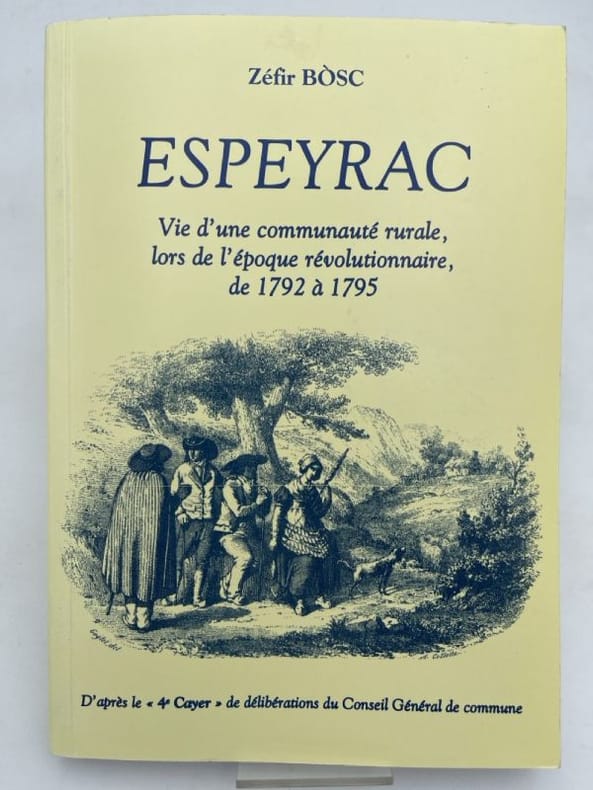 Zéfir BÒSC
ESPEYRAC
Vie d'une communauté rurale,
lors de l'époque révolutionnaire,
de 1792 à 1795
D'après le « 4e Cayer » de délibérations du Conseil Général de commune